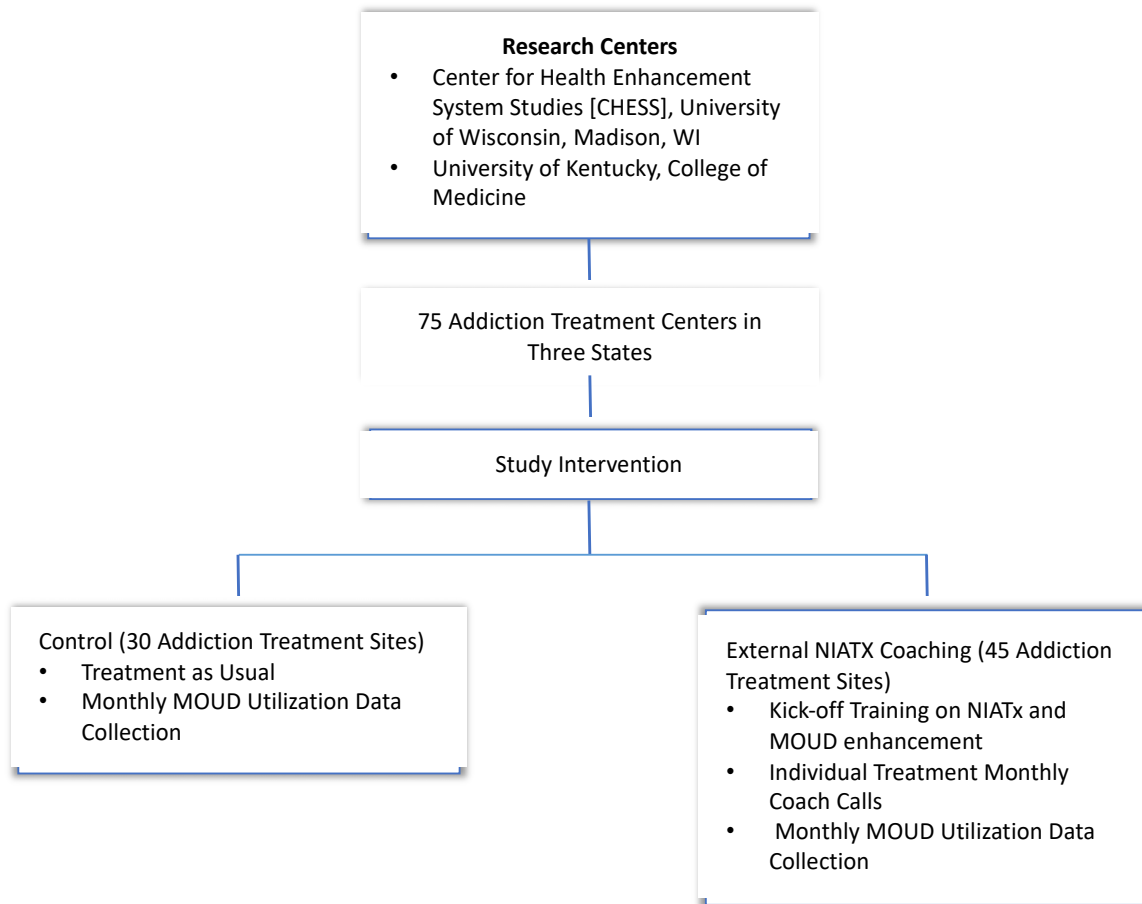 Research Centers
• Center for Health Enhancement
System Studies [CHESS], University
of Wisconsin, Madison, WI
• University of Kentucky, College of
Medicine
75 Addiction Treatment Centers in
Three States
Study Intervention
Control (30 Addiction Treatment Sites)
• Treatment as Usual
• Monthly MOUD Utilization Data
Collection
External NIATX Coaching (45 Addiction
Treatment Sites)
• Kick-off Training on NIATx and
MOUD enhancement
• Individual Treatment Monthly
Coach Calls
• Monthly MOUD Utilization Data
Collection